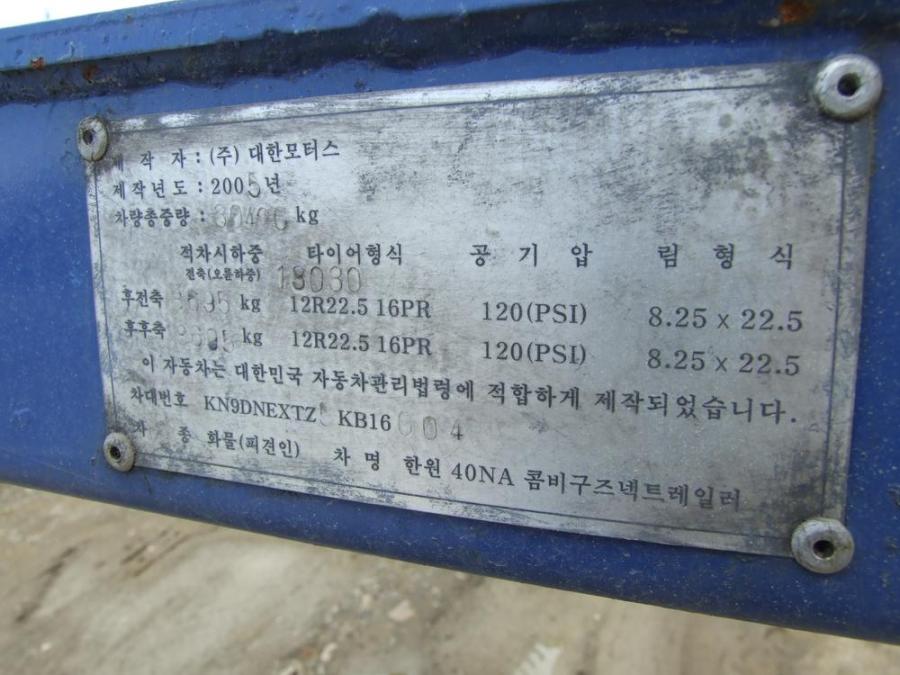 제 작 자 : (주) 대한모터스
제작년도 : 2005년
차량총중량 : kg
적차시하중 타이어형식 공 기 압 림 형 식
전축(오륜하중) 13030
후전축 kg 12R22.5 16PR 120(PSI) 8.25 x 22.5
후후축 kg 12R22.5 16PR 120(PSI) 8.25 x 22.5
이 자동차는 대한민국 자동차관리법령에 적합하게 제작되었습니다.
차대번호 KN9DNEXTZ KB16
차 종 화물(피견인) 차 명 한원 40NA 콤비구즈넥트레일러